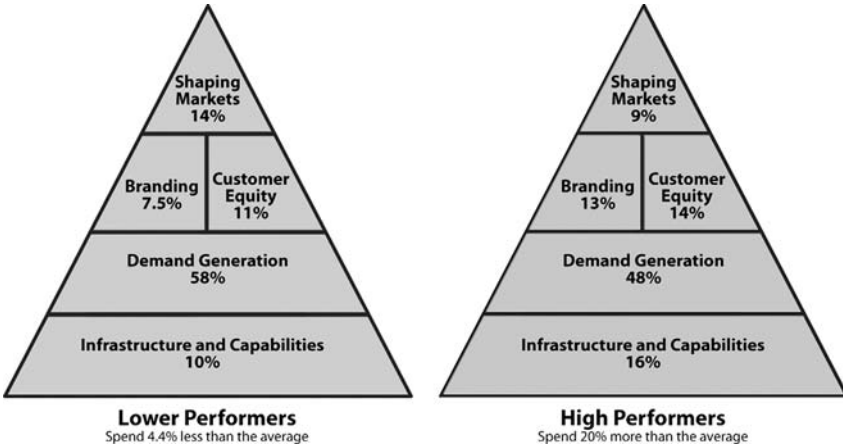 Shaping
Markets
14%
Branding
7.5%
Customer
Equity
11%
Demand Generation
58%
Infrastructure and Capabilities
10%
Lower Performers
Spend 4.4% less than the average
Shaping
Markets
9%
Branding
13%
Customer
Equity
14%
Demand Generation
48%
Infrastructure and Capabilities
16%
High Performers
Spend 20% more than the average